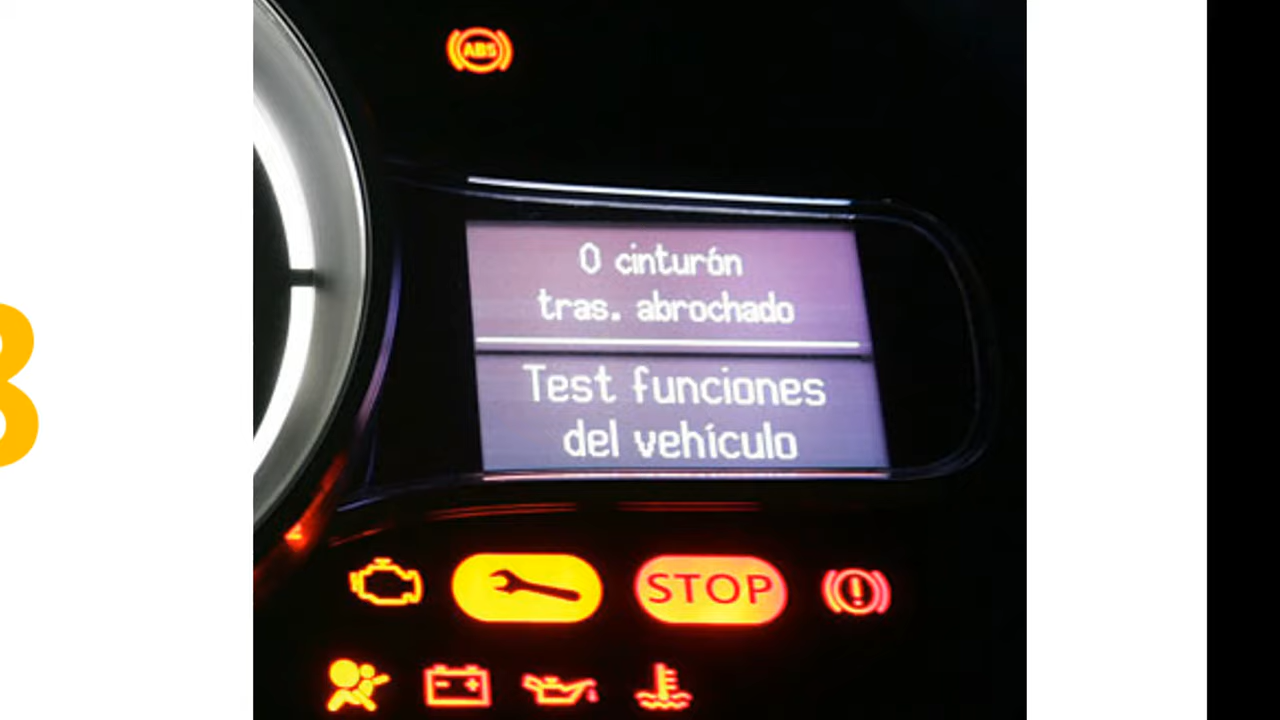 ABS
0 cinturón
tras. abrochado
Test funciones
del vehículo
STOP